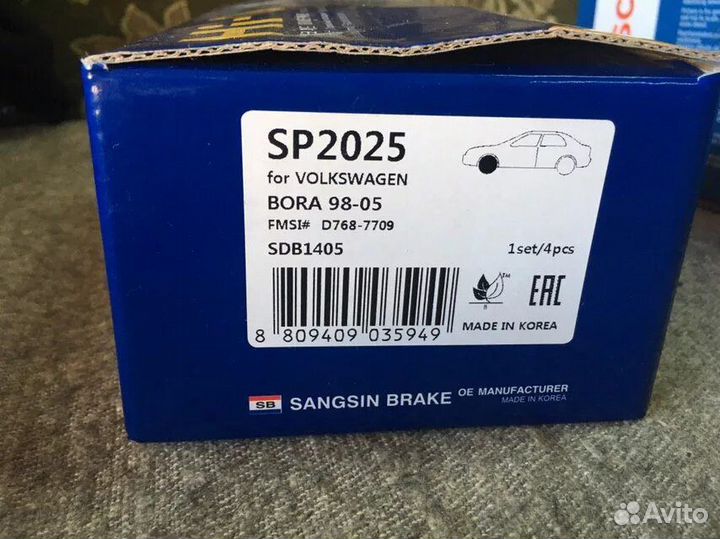 SP2025
for VOLKSWAGEN
BORA 98-05
FMSI# D768-7709
SDB1405
1set/4pcs
TM
EAC
8 809409 035949
MADE IN KOREA
SB SANGSIN BRAKE OE MANUFACTURER
MADE IN KOREA
Avito